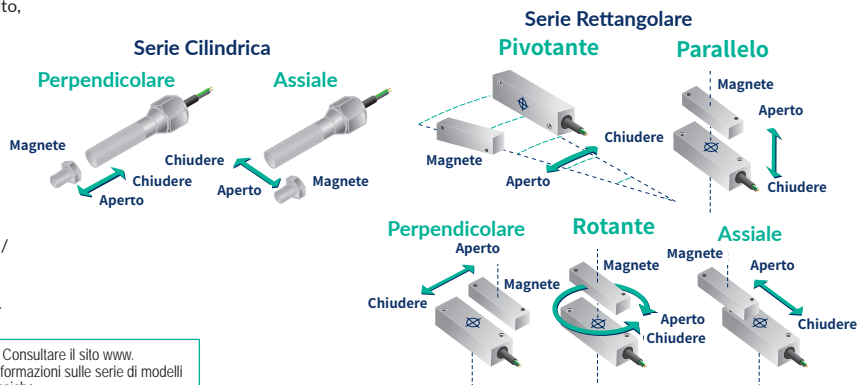 to,
Serie Cilindrica
Perpendicolare
Assiale
Magnete
Chiudere
Aperto
Chiudere
Aperto
Magnete
Serie Rettangolare
Pivotante
Parallelo
Magnete
Aperto
Chiudere
Magnete
Aperto
Chiudere
Perpendicolare
Aperto
Magnete
Chiudere
Rotante
Magnete
Aperto
Chiudere
Assiale
Magnete
Aperto
Chiudere
/
.
Consultare il sito www.
formazioni sulle serie di modelli